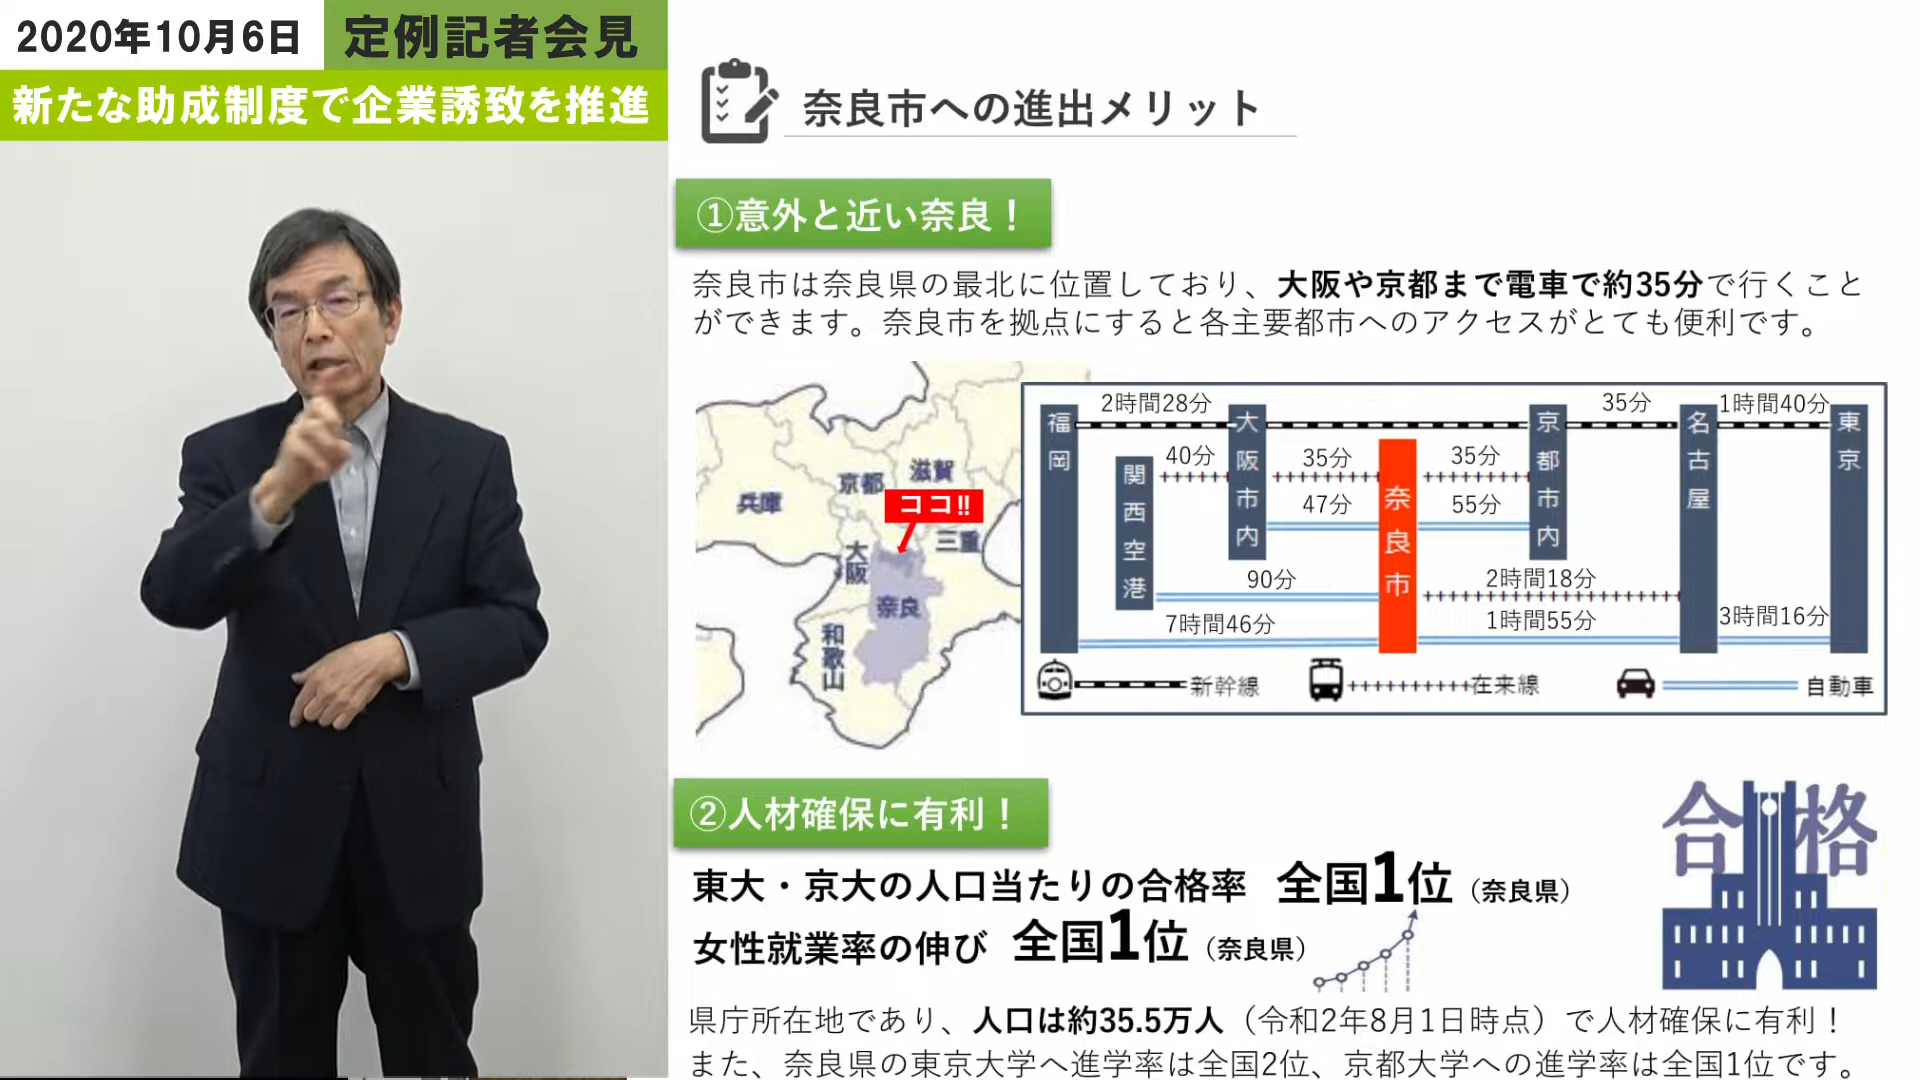 2020年10月6日 定例記者会見
新たな助成制度で企業誘致を推進
奈良市への進出メリット
①意外と近い奈良！
奈良市は奈良県の最北に位置しており、大阪や京都まで電車で約35分で行くこと
ができます。奈良市を拠点にすると各主要都市へのアクセスがとても便利です。
兵庫
京都
滋賀
ココ!!
大阪
三重
奈良
和歌山
福岡
関西空港
大阪市内
奈良市
京都市内
名古屋
東京
2時間28分
35分
1時間40分
40分
35分
35分
47分
55分
90分
2時間18分
7時間46分
1時間55分
3時間16分
新幹線
在来線
自動車
②人材確保に有利！
合格
東大・京大の人口当たりの合格率 全国1位（奈良県）
女性就業率の伸び 全国1位（奈良県）
県庁所在地であり、人口は約35.5万人（令和2年8月1日時点）で人材確保に有利！
また、奈良県の東京大学へ進学率は全国2位、京都大学への進学率は全国1位です。